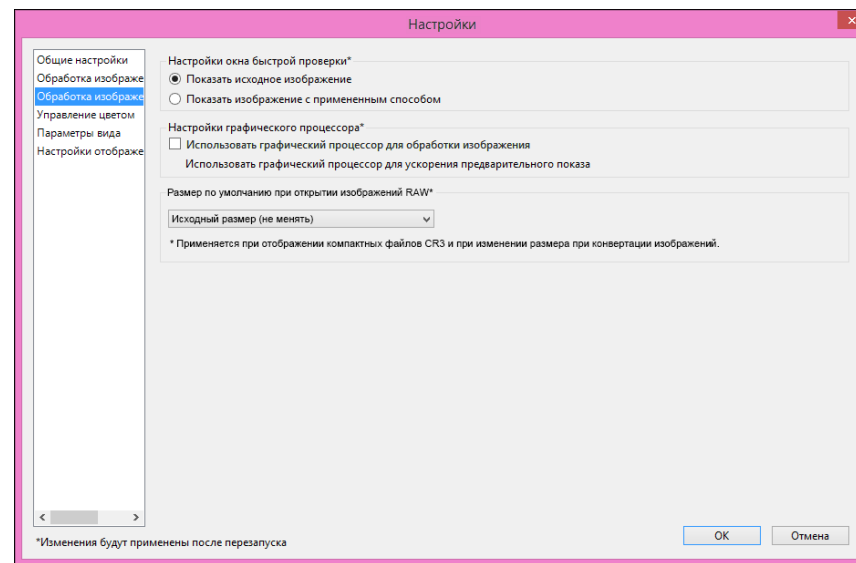 Настройки
Общие настройки
Обработка изображе
Обработка изображе
Управление цветом
Параметры вида
Настройки отображе
Настройки окна быстрой проверки*
Показать исходное изображение
Показать изображение с примененным способом
Настройки графического процессора*
Использовать графический процессор для обработки изображения
Использовать графический процессор для ускорения предварительного показа
Размер по умолчанию при открытии изображений RAW*
Исходный размер (не менять)
* Применяется при отображении компактных файлов CR3 и при изменении размера при конвертации изображений.
*Изменения будут применены после перезапуска
OK
Отмена